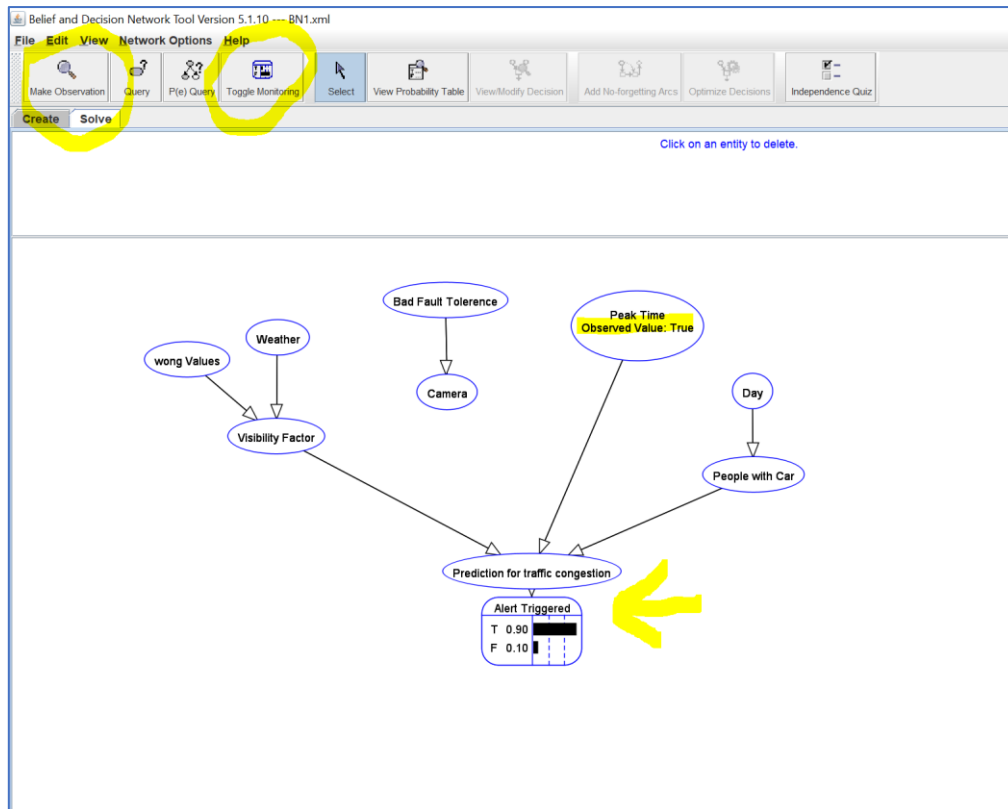 Belief and Decision Network Tool Version 5.1.10 --- BN1.xml
File Edit View Network Options Help
Make Observation Query P(e) Query Toggle Monitoring Select View Probability Table View/Modify Decision Add No-forgetting Arcs Optimize Decisions Independence Quiz
Create Solve
Click on an entity to delete.
Bad Fault Tolerence
Peak Time
Observed Value: True
Weather
wong Values
Camera
Day
Visibility Factor
People with Car
Prediction for traffic congestion
Alert Triggered
T 0.90
F 0.10